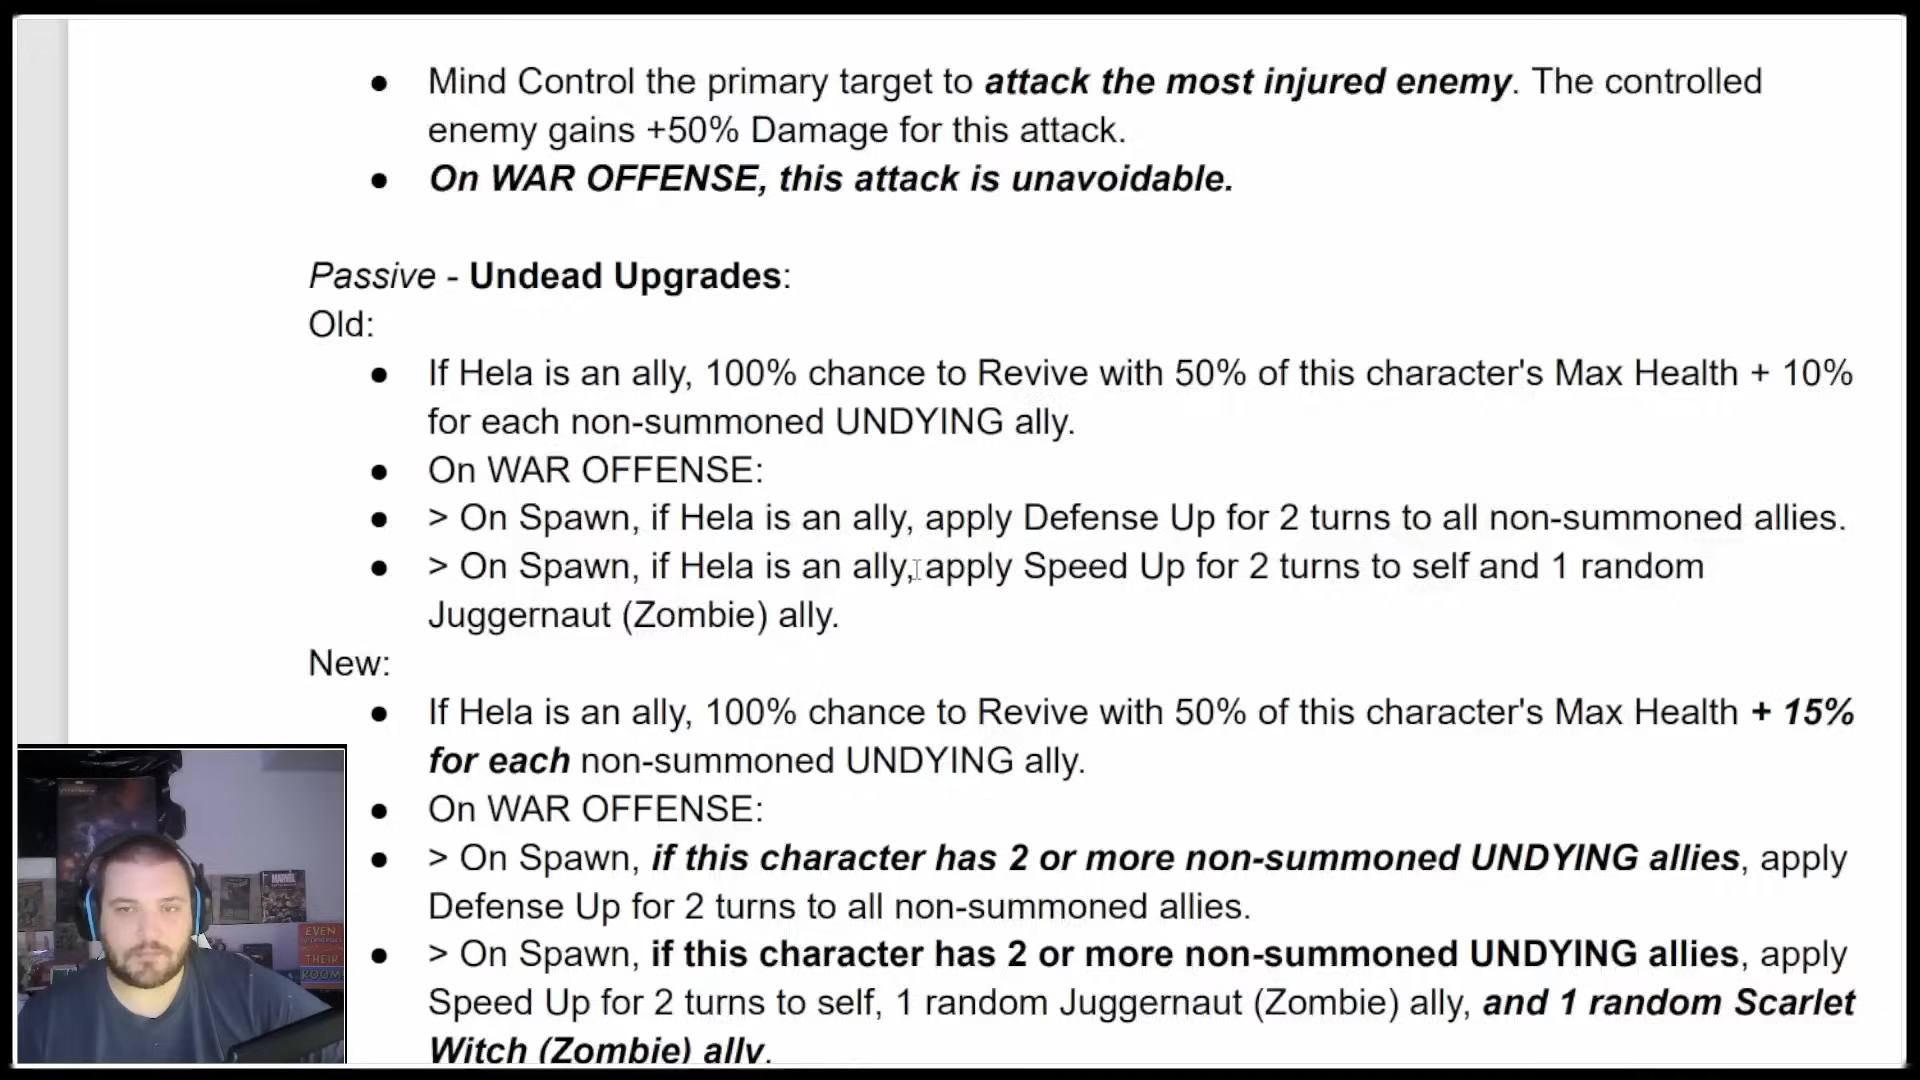 ● Mind Control the primary target to attack the most injured enemy. The controlled
enemy gains +50% Damage for this attack.
● On WAR OFFENSE, this attack is unavoidable.
Passive - Undead Upgrades:
Old:
● If Hela is an ally, 100% chance to Revive with 50% of this character's Max Health + 10%
for each non-summoned UNDYING ally.
● On WAR OFFENSE:
● > On Spawn, if Hela is an ally, apply Defense Up for 2 turns to all non-summoned allies.
● > On Spawn, if Hela is an ally, apply Speed Up for 2 turns to self and 1 random
Juggernaut (Zombie) ally.
New:
● If Hela is an ally, 100% chance to Revive with 50% of this character's Max Health + 15%
for each non-summoned UNDYING ally.
● On WAR OFFENSE:
● > On Spawn, if this character has 2 or more non-summoned UNDYING allies, apply
Defense Up for 2 turns to all non-summoned allies.
● > On Spawn, if this character has 2 or more non-summoned UNDYING allies, apply
Speed Up for 2 turns to self, 1 random Juggernaut (Zombie) ally, and 1 random Scarlet
Witch (Zombie) ally.
MARVEL
EVEN
THEIR
ROOM